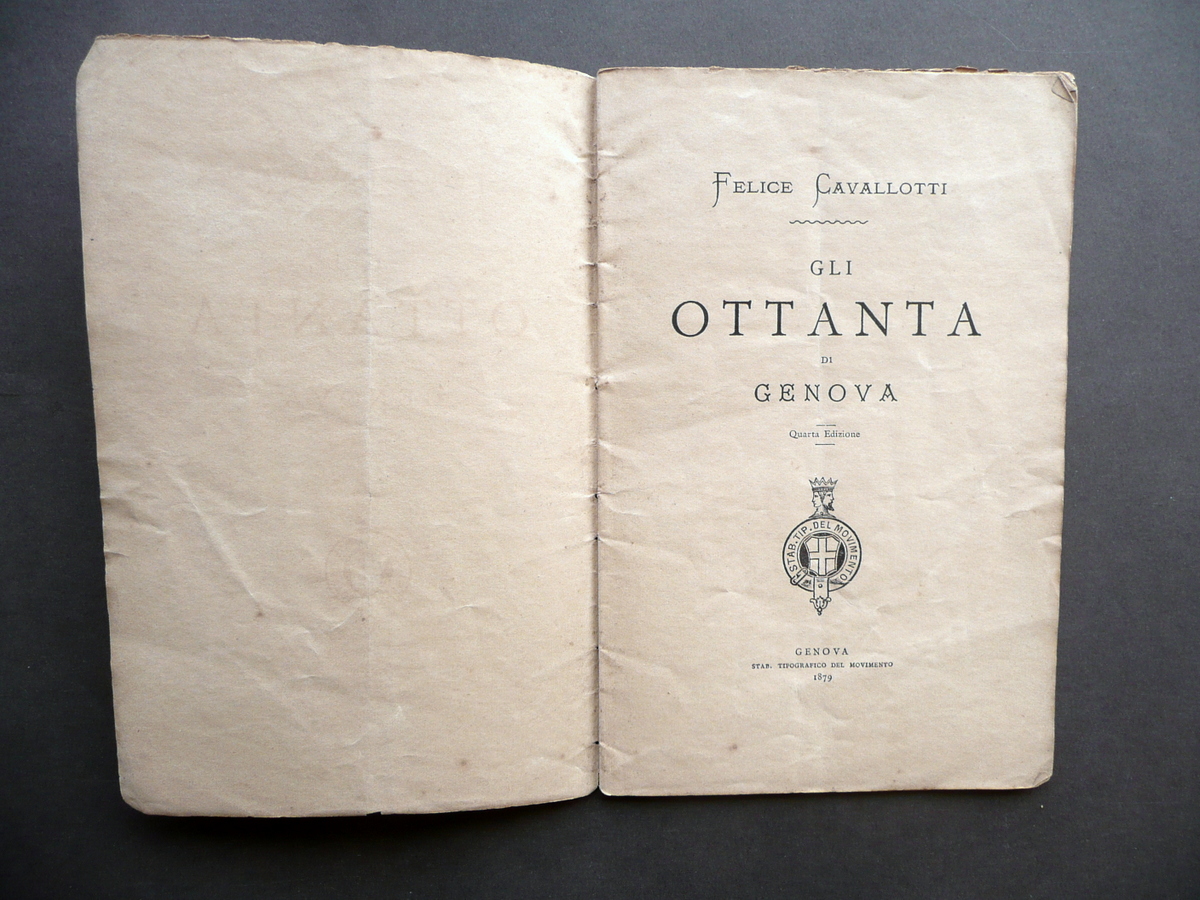 FELICE CAVALLOTTI
GLI
OTTANTA
DI
GENOVA
Quarta Edizione
STAB. TIP. DEL MOVIMENTO
GENOVA
STAB. TIPOGRAFICO DEL MOVIMENTO
1879